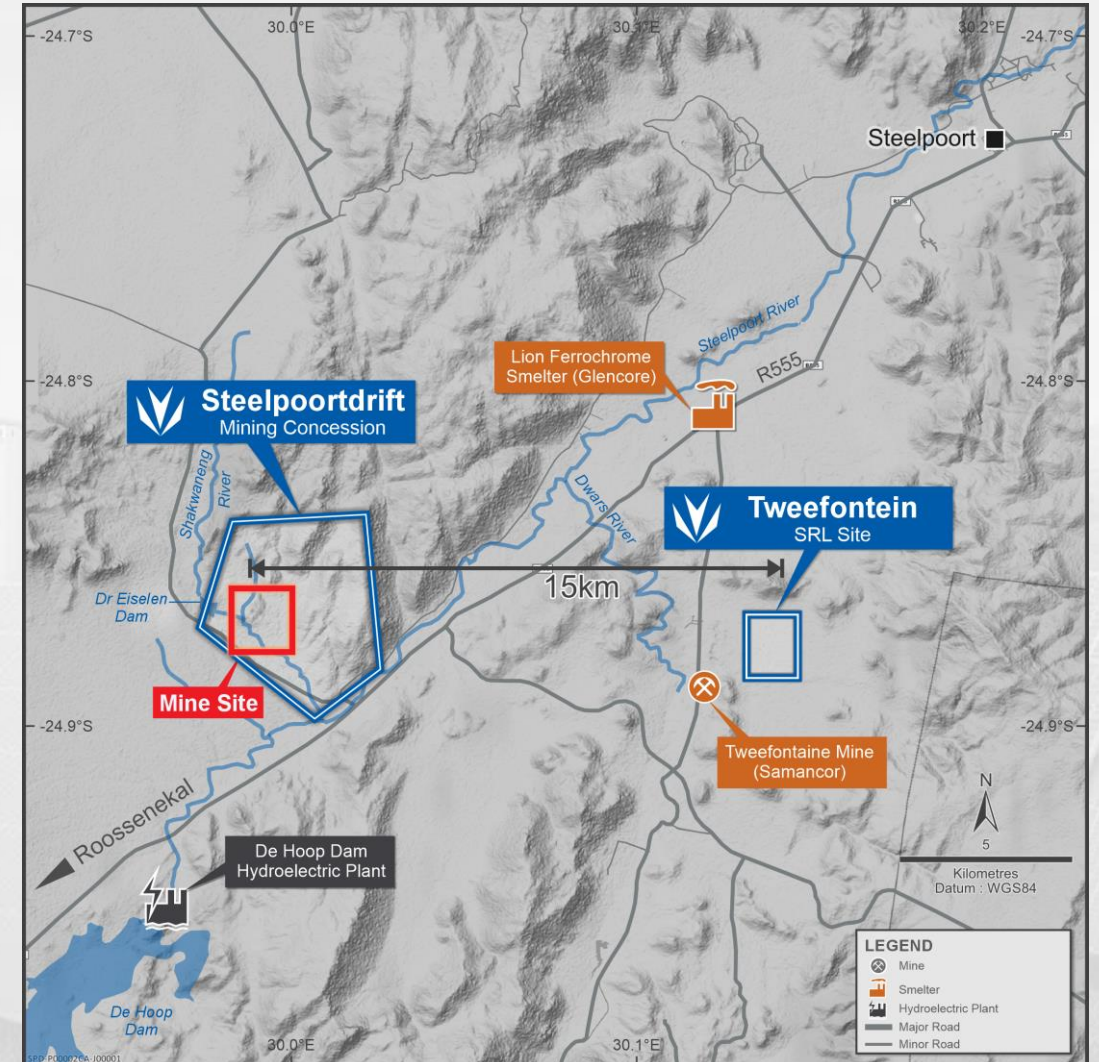 -24.7°S
30.0°E
30.1°E
30.2°E
-24.7°S
Steelpoort
Steelpoort River
R555
Lion Ferrochrome
Smelter (Glencore)
-24.8°S
-24.8°S
Steelpoortdrift
Mining Concession
Shakwaneng
River
Dwars River
Tweefontein
SRL Site
15km
Dr Eiselen
Dam
Mine Site
-24.9°S
-24.9°S
Tweefontaine Mine
(Samancor)
Roossenekal
De Hoop Dam
Hydroelectric Plant
N
5
Kilometres
Datum : WGS84
De Hoop
Dam
LEGEND
Mine
Smelter
Hydroelectric Plant
Major Road
Minor Road
30.0°E
30.1°E